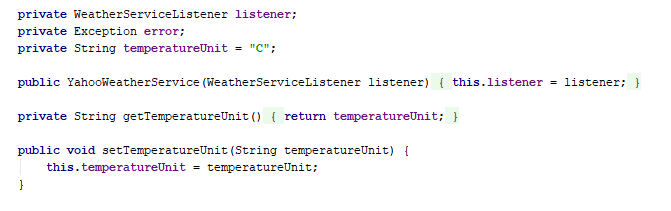 private WeatherServiceListener listener;
private Exception error;
private String temperatureUnit = "C";
public YahooWeatherService(WeatherServiceListener listener) { this.listener = listener; }
private String getTemperatureUnit() { return temperatureUnit; }
public void setTemperatureUnit(String temperatureUnit) {
this.temperatureUnit = temperatureUnit;
}